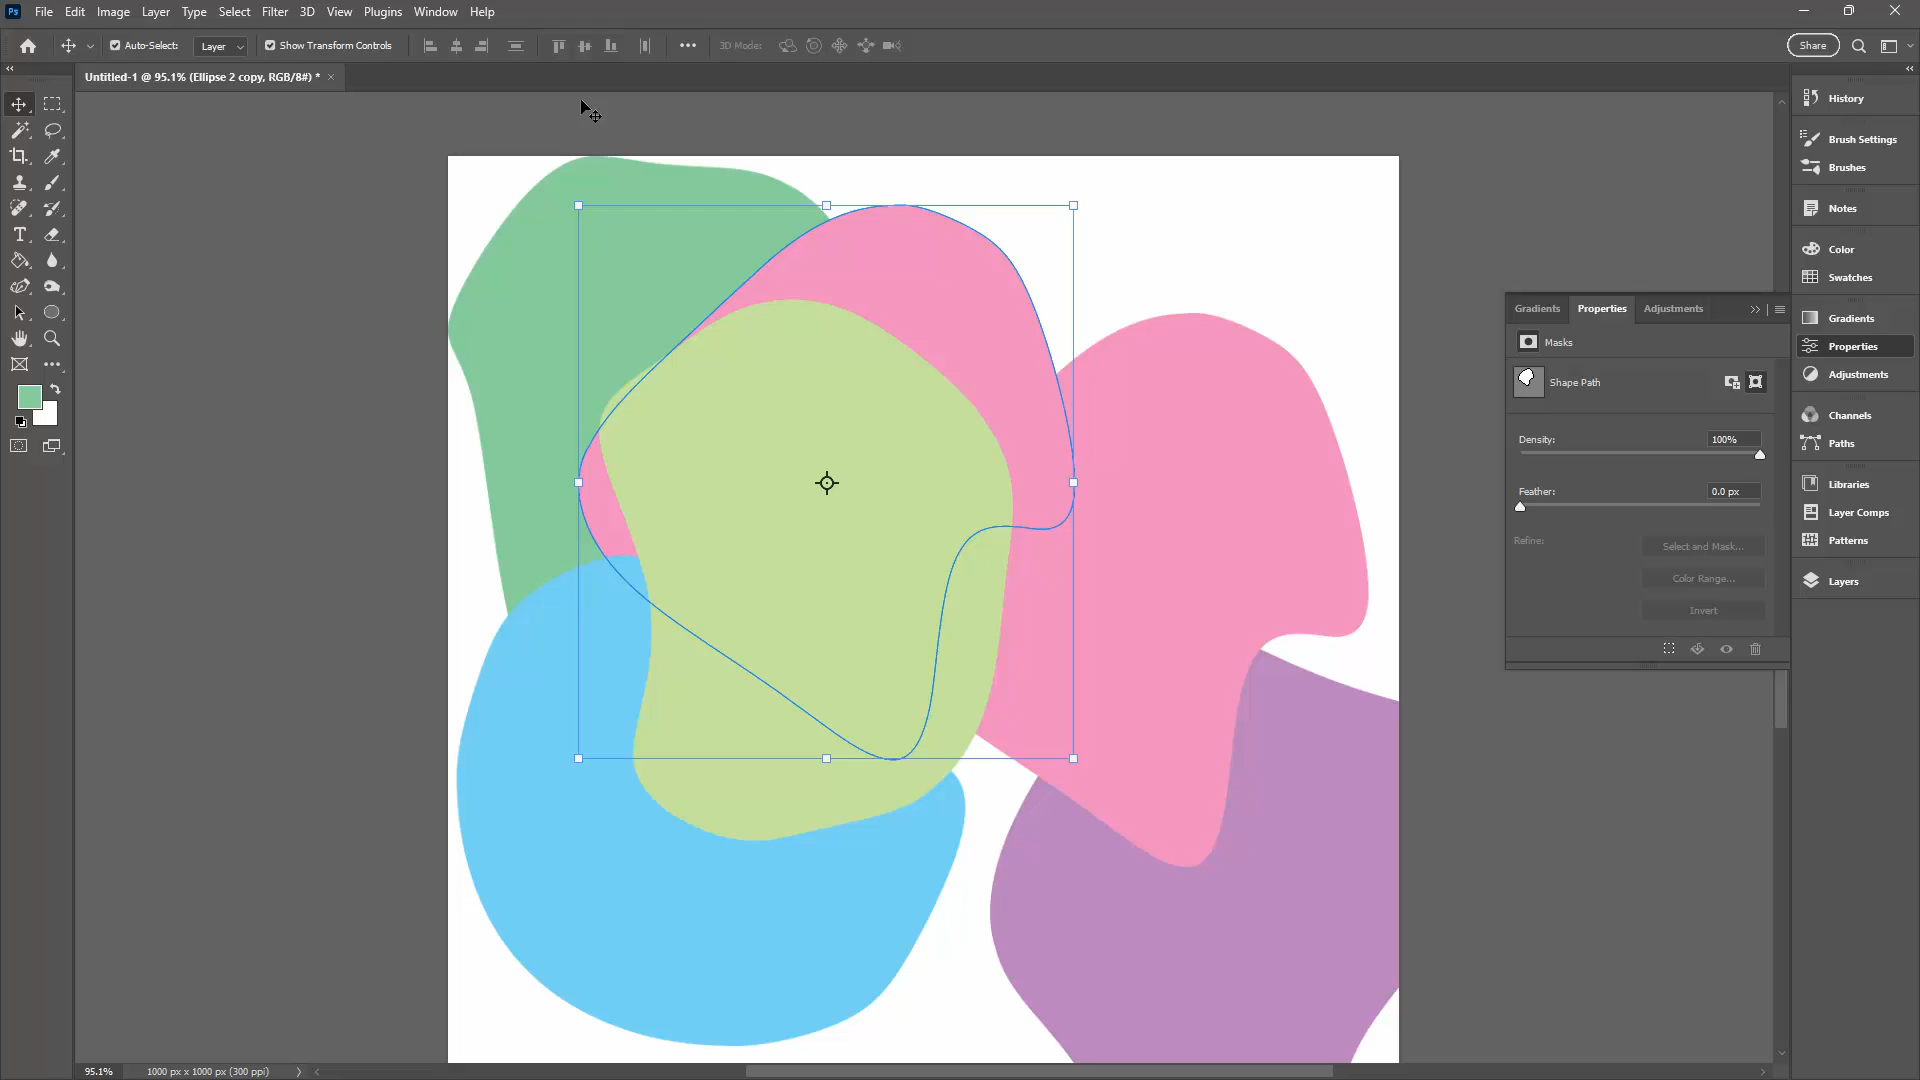 Ps File Edit Image Layer Type Select Filter 3D View Plugins Window Help
Auto-Select: Layer Show Transform Controls 3D Mode: Share
Untitled-1 @ 95.1% (Ellipse 2 copy, RGB/8#) * ×
History
Brush Settings
Brushes
Notes
Color
Swatches
Gradients Properties Adjustments
Gradients
Masks
Properties
Shape Path
Adjustments
Channels
Density: 100%
Paths
Feather: 0.0 px
Libraries
Layer Comps
Refine: Select and Mask...
Patterns
Color Range...
Layers
Invert
95.1% 1000 px x 1000 px (300 ppi)